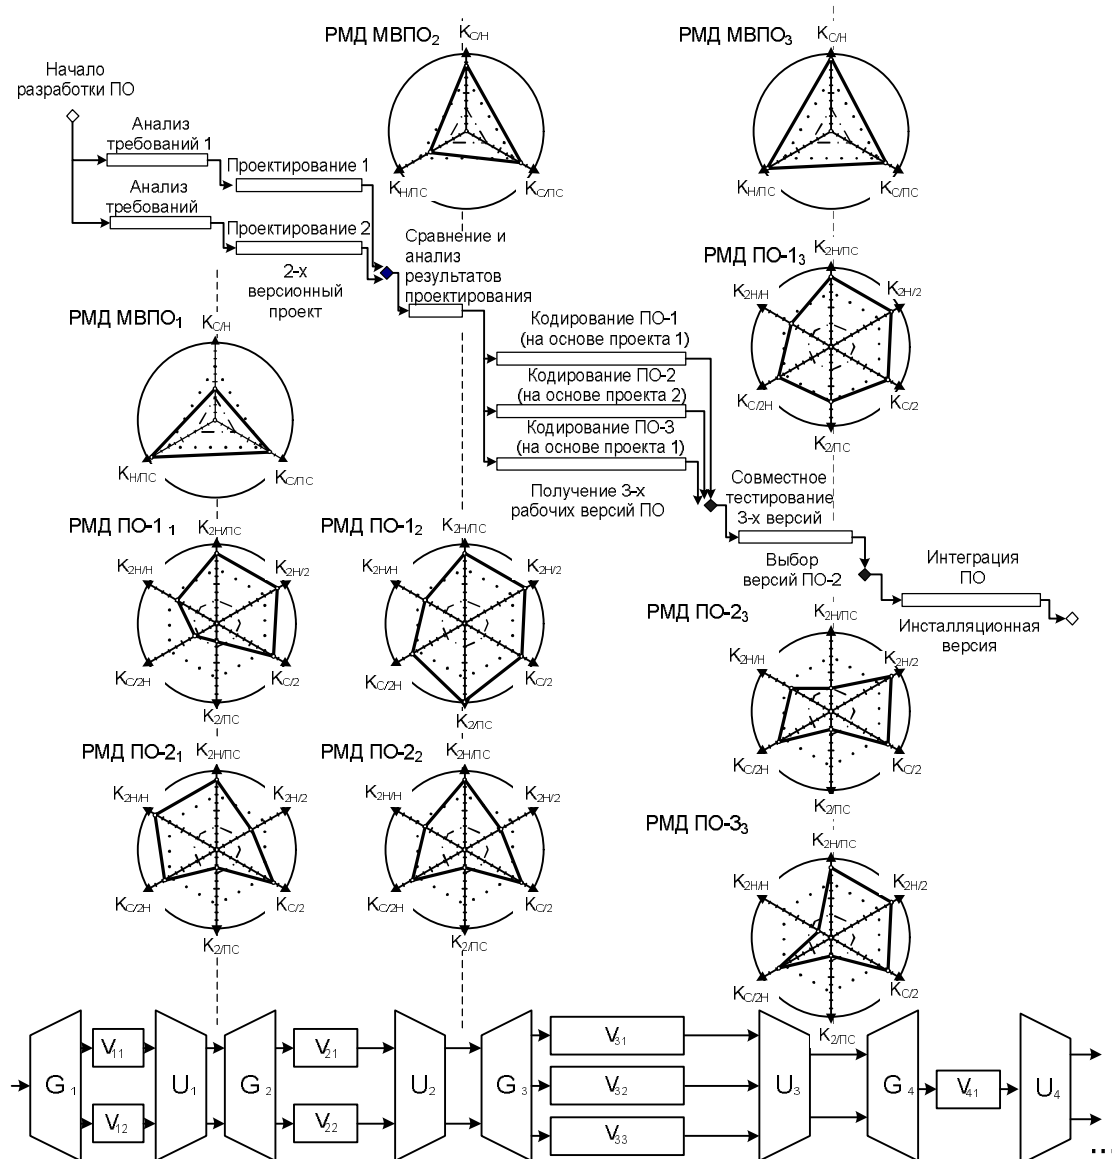 РМД МВПО2
KС/Н
KН/ПС
KС/ПС
РМД МВПО3
KС/Н
KН/ПС
KС/ПС
Начало
разработки ПО
Анализ
требований 1
Проектирование 1
Анализ
требований
Проектирование 2
2-х
версионный
проект
Сравнение и
анализ
результатов
проектирования
РМД ПО-13
K2Н/ПС
K2Н/Н
K2Н/2
KС/2Н
KС/2
K2/ПС
РМД МВПО1
KС/Н
KН/ПС
KС/ПС
Кодирование ПО-1
(на основе проекта 1)
Кодирование ПО-2
(на основе проекта 2)
Кодирование ПО-3
(на основе проекта 1)
Получение 3-х
рабочих версий ПО
Совместное
тестирование
3-х версий
Выбор
версий ПО-2
Интеграция
ПО
Инсталляционная
версия
РМД ПО-1 1
K2Н/ПС
K2Н/Н
K2Н/2
KС/2Н
KС/2
K2/ПС
РМД ПО-12
K2Н/ПС
K2Н/Н
K2Н/2
KС/2Н
KС/2
K2/ПС
РМД ПО-23
K2Н/ПС
K2Н/Н
K2Н/2
KС/2Н
KС/2
K2/ПС
РМД ПО-21
K2Н/ПС
K2Н/Н
K2Н/2
KС/2Н
KС/2
K2/ПС
РМД ПО-22
K2Н/ПС
K2Н/Н
K2Н/2
KС/2Н
KС/2
K2/ПС
РМД ПО-33
K2Н/ПС
K2Н/Н
K2Н/2
KС/2Н
KС/2
K2/ПС
G1
V11
V12
U1
G2
V21
V22
U2
G3
V31
V32
V33
U3
G4
V41
U4
...